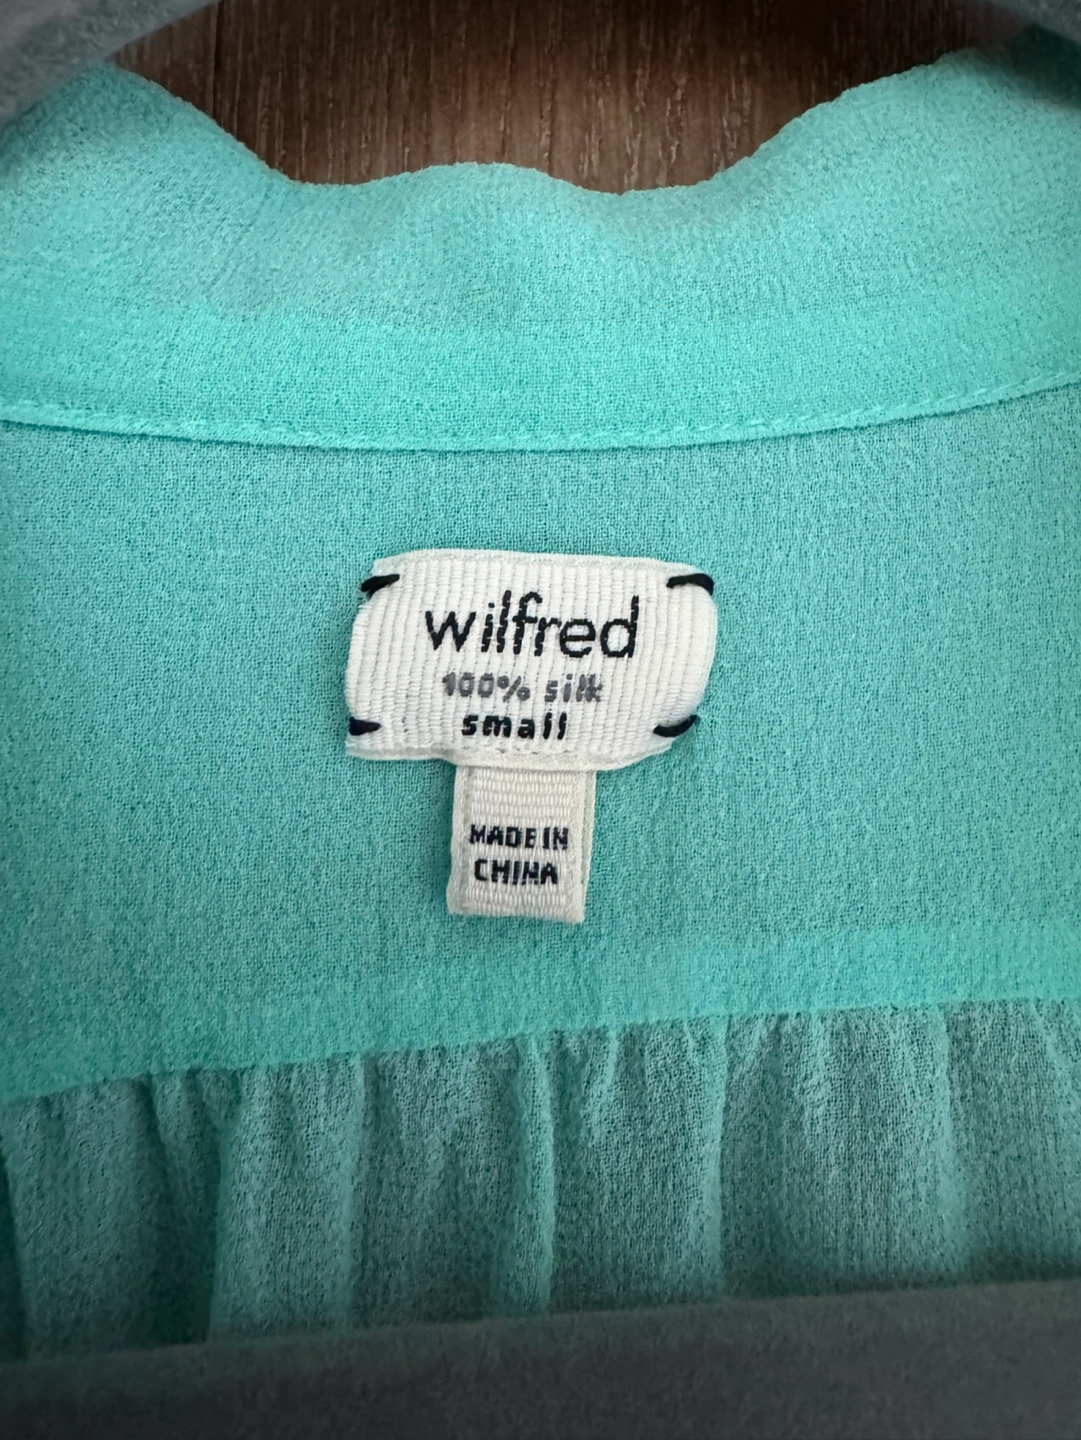 wilfred
100% silk
small
MADE IN
CHINA